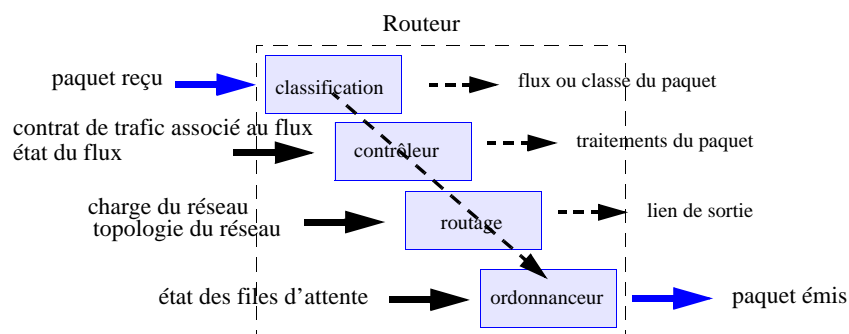 Routeur
paquet reçu
classification
flux ou classe du paquet
contrat de trafic associé au flux
état du flux
contrôleur
traitements du paquet
charge du réseau
topologie du réseau
routage
lien de sortie
état des files d’attente
ordonnanceur
paquet émis